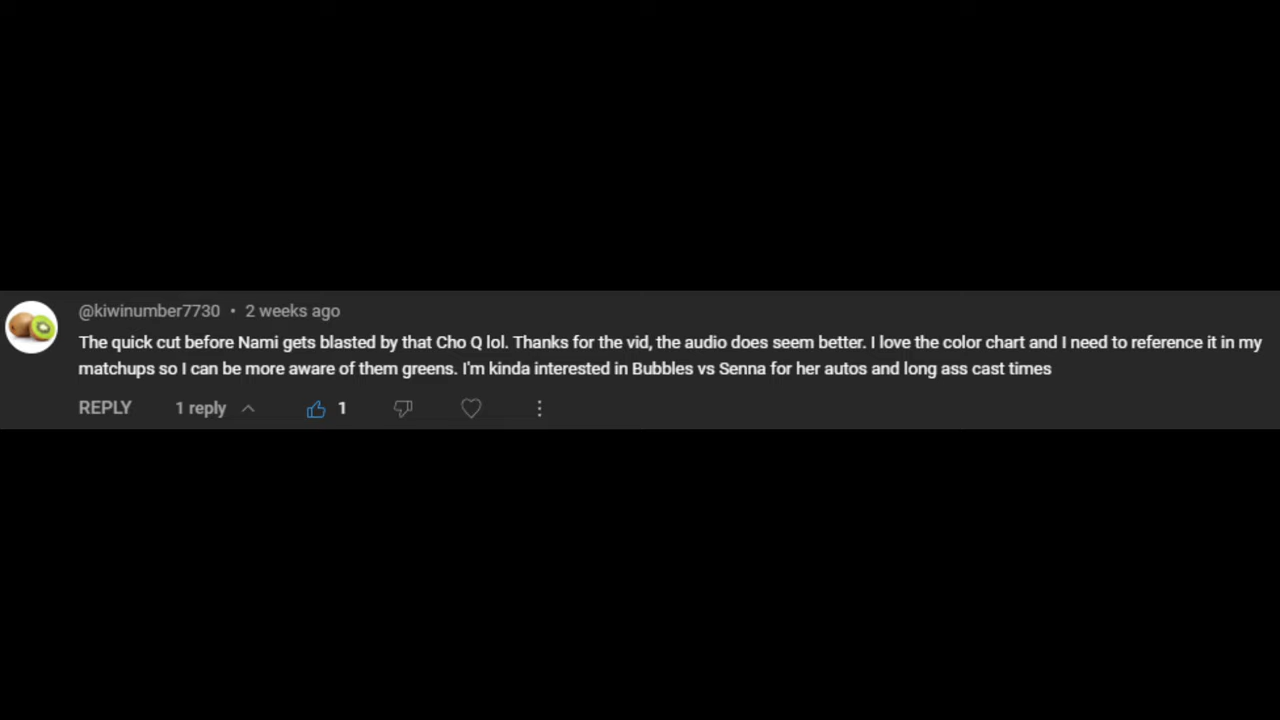 @kiwinumber7730 • 2 weeks ago
The quick cut before Nami gets blasted by that Cho Q lol. Thanks for the vid, the audio does seem better. I love the color chart and I need to reference it in my
matchups so I can be more aware of them greens. I'm kinda interested in Bubbles vs Senna for her autos and long ass cast times
REPLY 1 reply 1